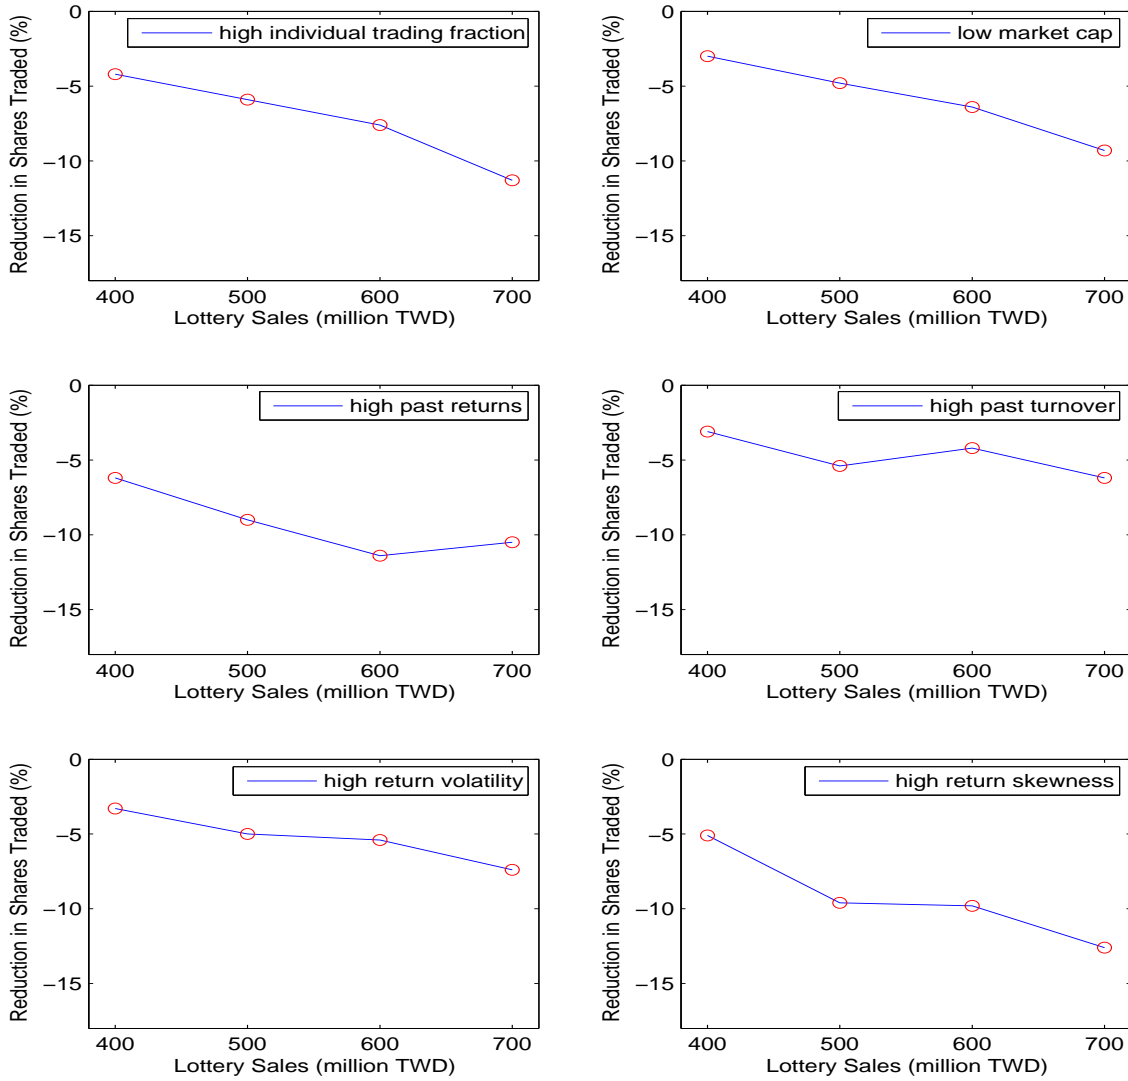 0
−5
−10
−15
400 500 600 700
Reduction in Shares Traded (%)
Lottery Sales (million TWD)
high individual trading fraction
0
−5
−10
−15
400 500 600 700
Reduction in Shares Traded (%)
Lottery Sales (million TWD)
low market cap
0
−5
−10
−15
400 500 600 700
Reduction in Shares Traded (%)
Lottery Sales (million TWD)
high past returns
0
−5
−10
−15
400 500 600 700
Reduction in Shares Traded (%)
Lottery Sales (million TWD)
high past turnover
0
−5
−10
−15
400 500 600 700
Reduction in Shares Traded (%)
Lottery Sales (million TWD)
high return volatility
0
−5
−10
−15
400 500 600 700
Reduction in Shares Traded (%)
Lottery Sales (million TWD)
high return skewness